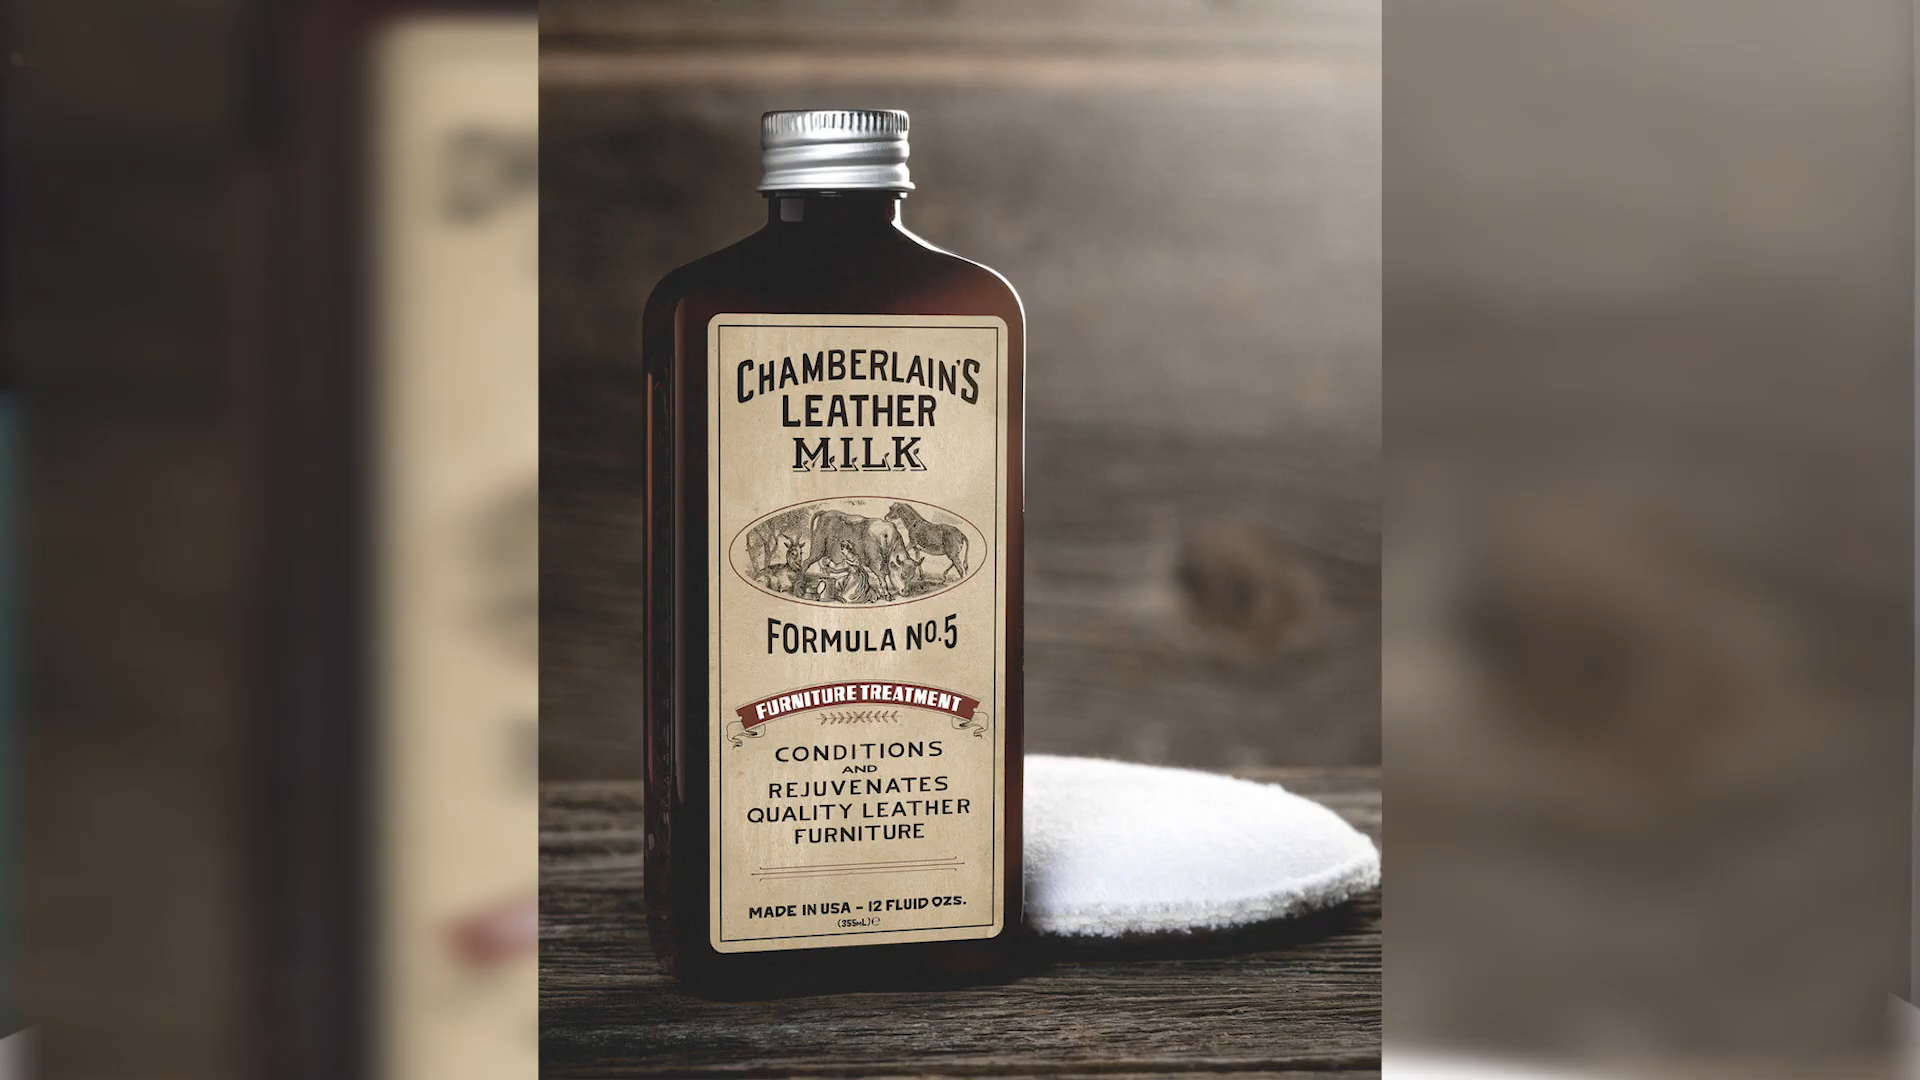 CHAMBERLAIN'S
LEATHER
MILK
FORMULA NO.5
FURNITURE TREATMENT
CONDITIONS
AND
REJUVENATES
QUALITY LEATHER
FURNITURE
MADE IN USA - 12 FLUID OZS.
(355mL) ℮